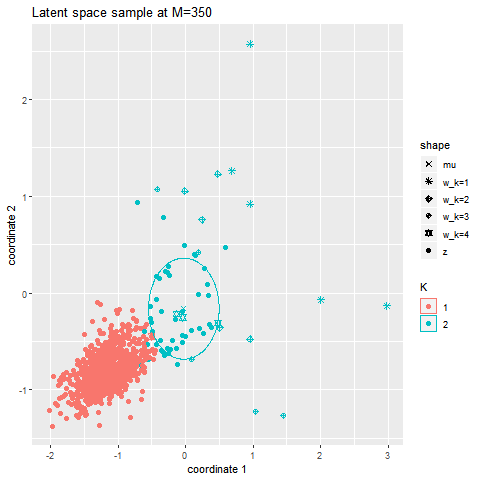 Latent space sample at M=350
coordinate 2
2
1
0
-1
-2
-1
0
1
2
3
coordinate 1
shape
mu
w_k=1
w_k=2
w_k=3
w_k=4
z
K
1
2